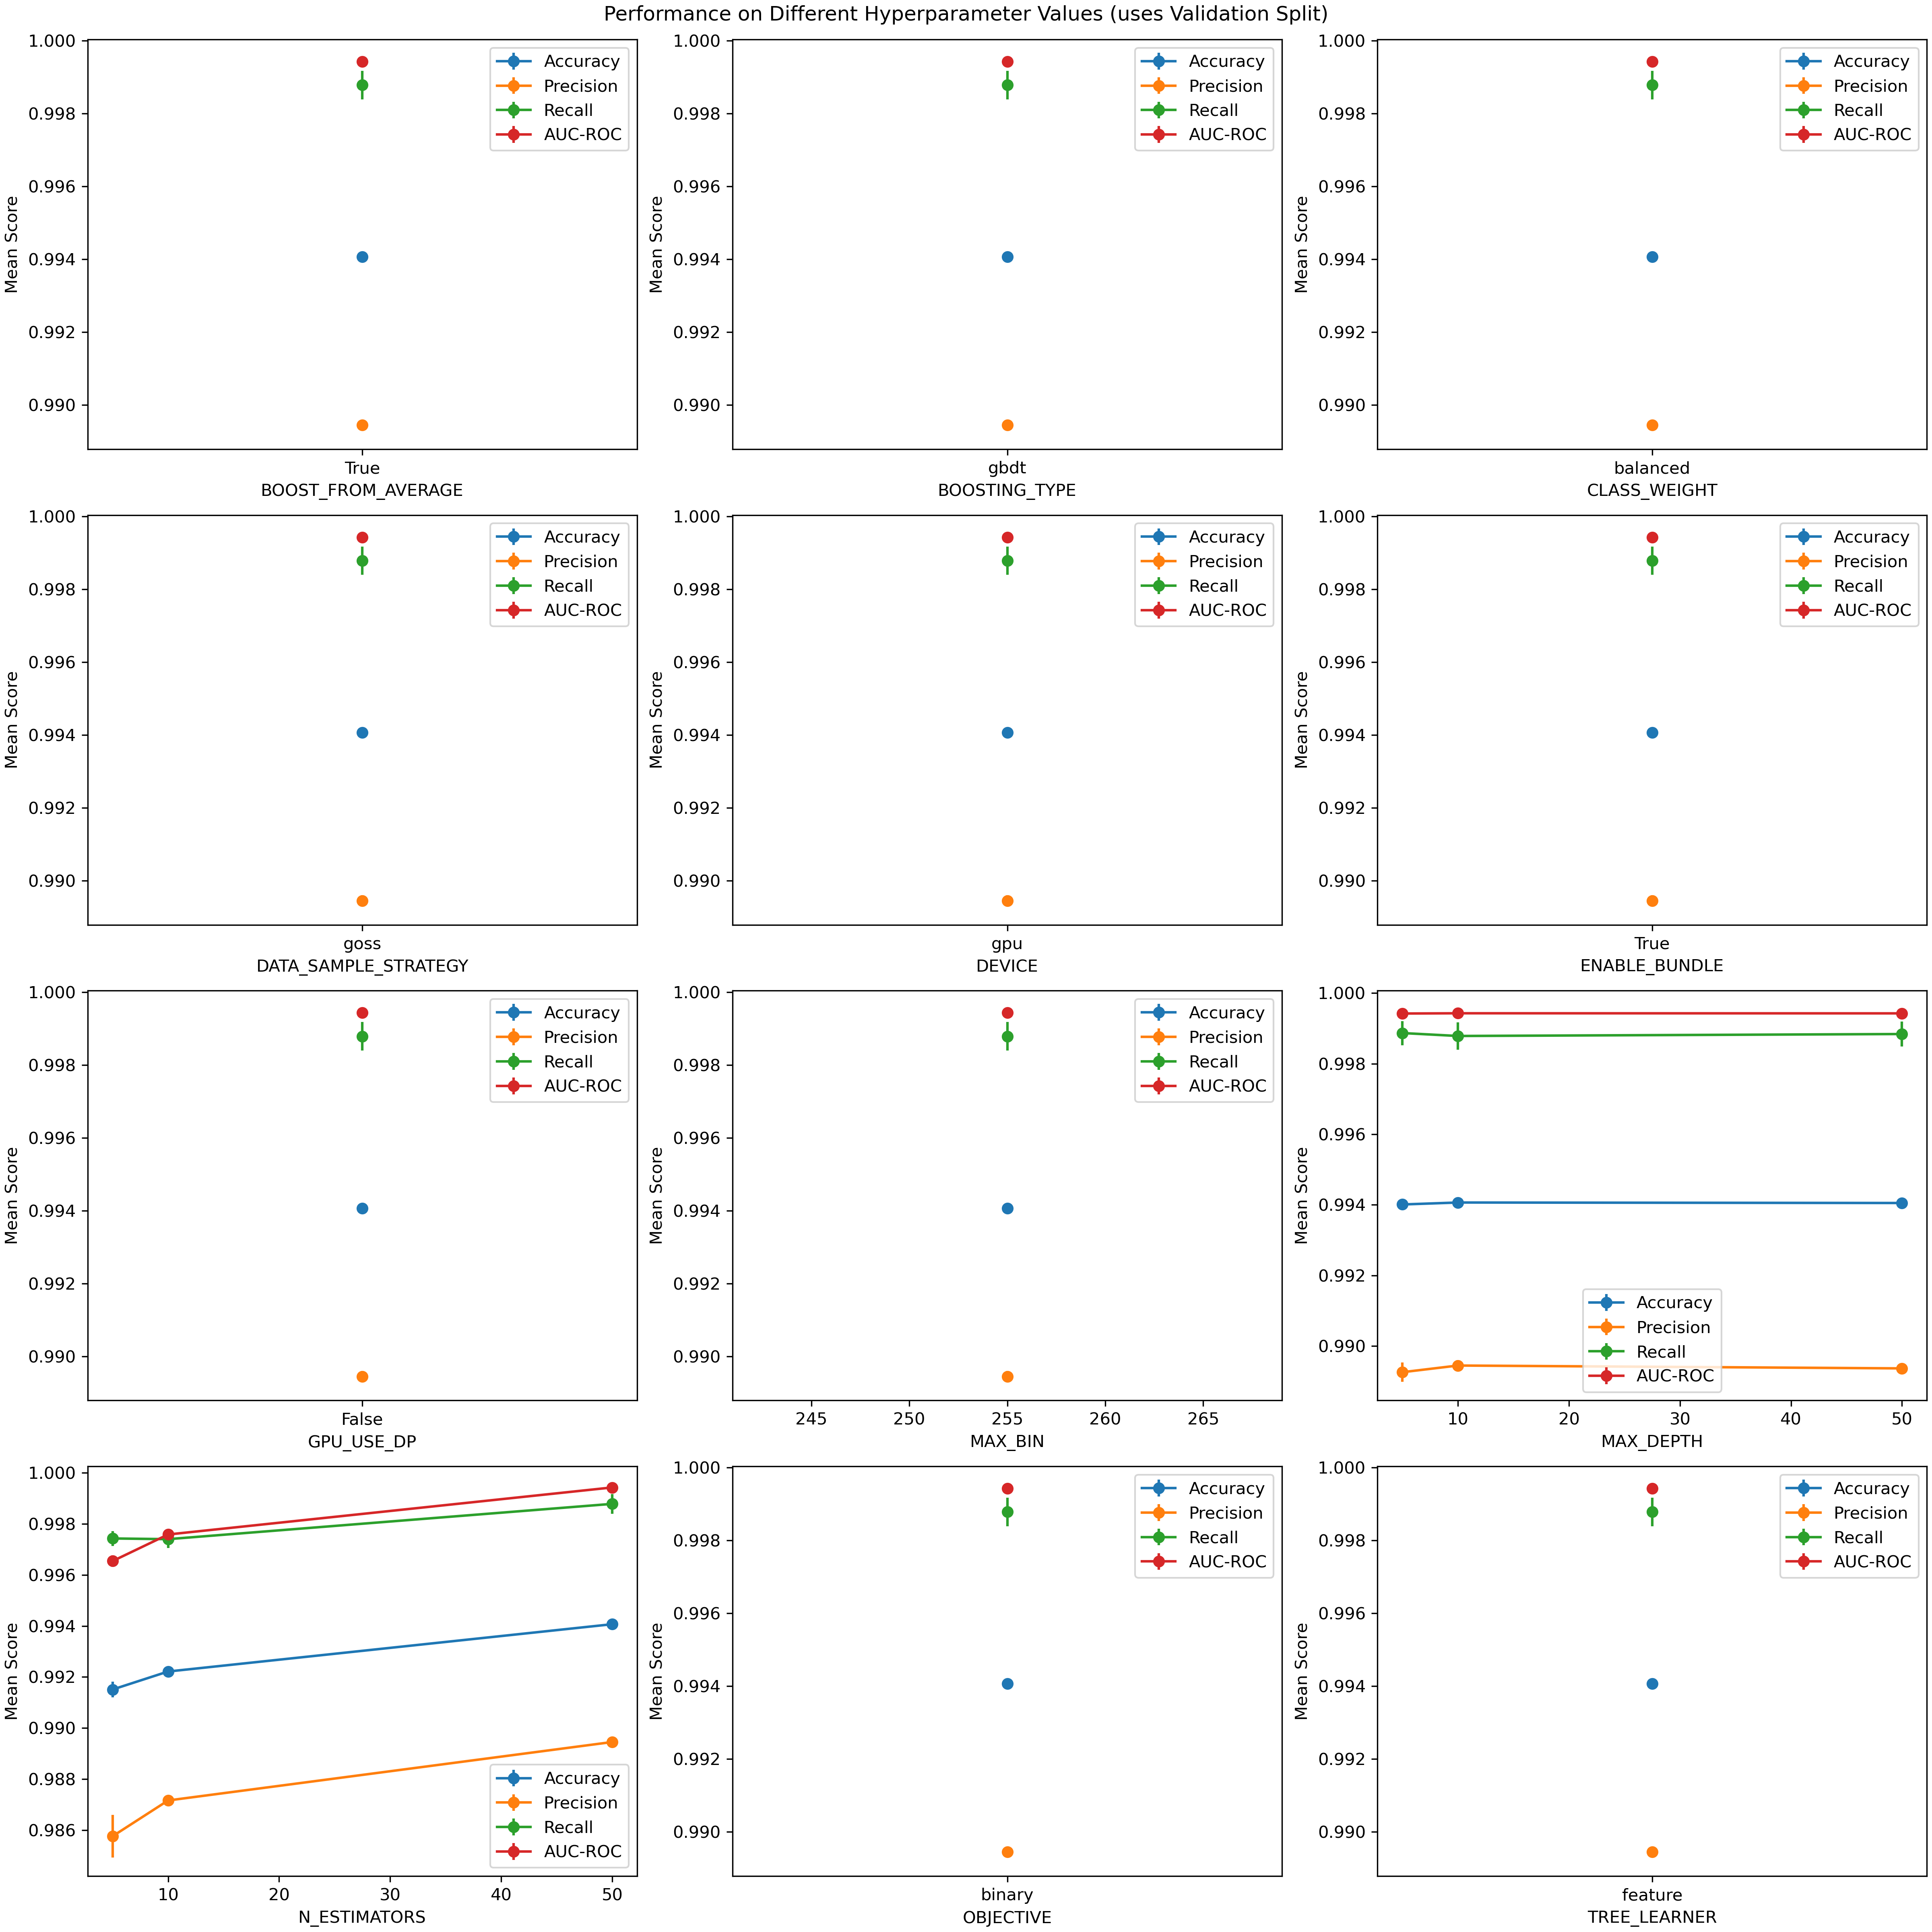 Performance on Different Hyperparameter Values (uses Validation Split)
1.000
0.998
0.996
0.994
0.992
0.990
Mean Score
Accuracy
Precision
Recall
AUC-ROC
True
BOOST_FROM_AVERAGE
1.000
0.998
0.996
0.994
0.992
0.990
Mean Score
Accuracy
Precision
Recall
AUC-ROC
gbdt
BOOSTING_TYPE
1.000
0.998
0.996
0.994
0.992
0.990
Mean Score
Accuracy
Precision
Recall
AUC-ROC
balanced
CLASS_WEIGHT
1.000
0.998
0.996
0.994
0.992
0.990
Mean Score
Accuracy
Precision
Recall
AUC-ROC
goss
DATA_SAMPLE_STRATEGY
1.000
0.998
0.996
0.994
0.992
0.990
Mean Score
Accuracy
Precision
Recall
AUC-ROC
gpu
DEVICE
1.000
0.998
0.996
0.994
0.992
0.990
Mean Score
Accuracy
Precision
Recall
AUC-ROC
True
ENABLE_BUNDLE
1.000
0.998
0.996
0.994
0.992
0.990
Mean Score
Accuracy
Precision
Recall
AUC-ROC
False
GPU_USE_DP
1.000
0.998
0.996
0.994
0.992
0.990
Mean Score
Accuracy
Precision
Recall
AUC-ROC
245 250 255 260 265
MAX_BIN
1.000
0.998
0.996
0.994
0.992
0.990
Mean Score
Accuracy
Precision
Recall
AUC-ROC
10 20 30 40 50
MAX_DEPTH
1.000
0.998
0.996
0.994
0.992
0.990
0.988
0.986
Mean Score
Accuracy
Precision
Recall
AUC-ROC
10 20 30 40 50
N_ESTIMATORS
1.000
0.998
0.996
0.994
0.992
0.990
Mean Score
Accuracy
Precision
Recall
AUC-ROC
binary
OBJECTIVE
1.000
0.998
0.996
0.994
0.992
0.990
Mean Score
Accuracy
Precision
Recall
AUC-ROC
feature
TREE_LEARNER